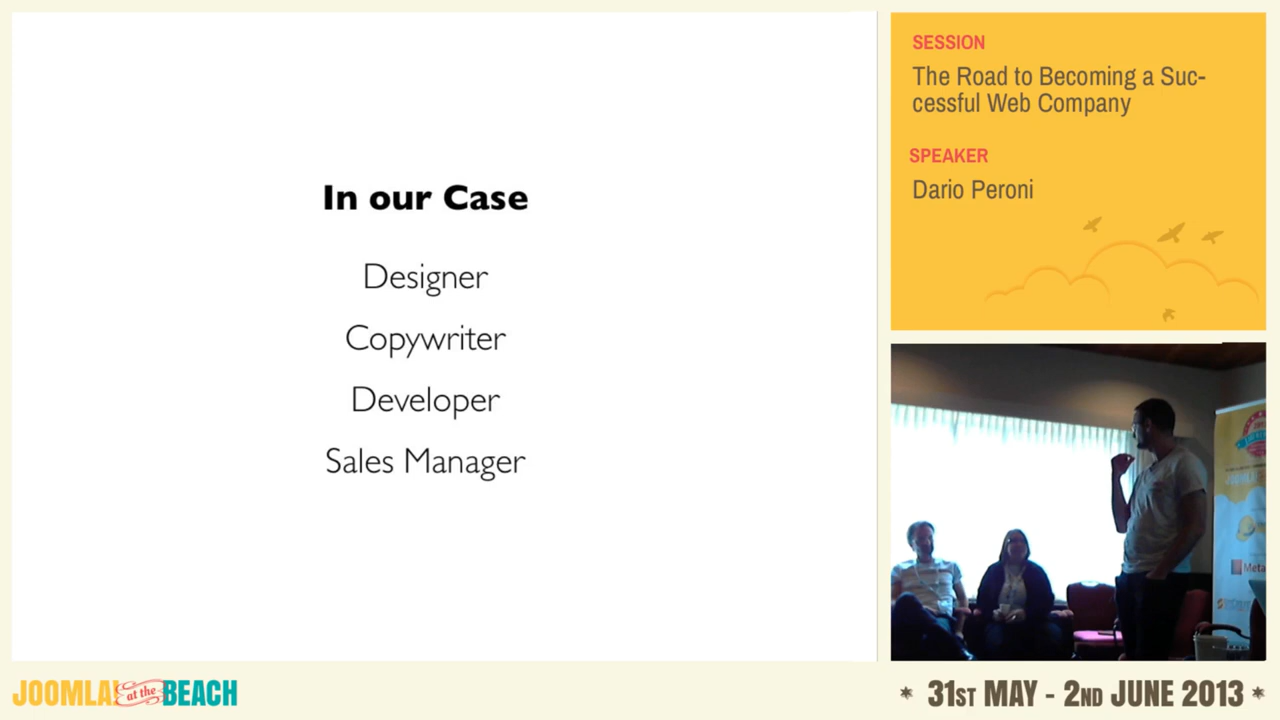 In our Case
Designer
Copywriter
Developer
Sales Manager
SESSION
The Road to Becoming a Suc-
cessful Web Company
SPEAKER
Dario Peroni
Meta
JOOMLA! at the BEACH
* 31ST MAY - 2ND JUNE 2013 *